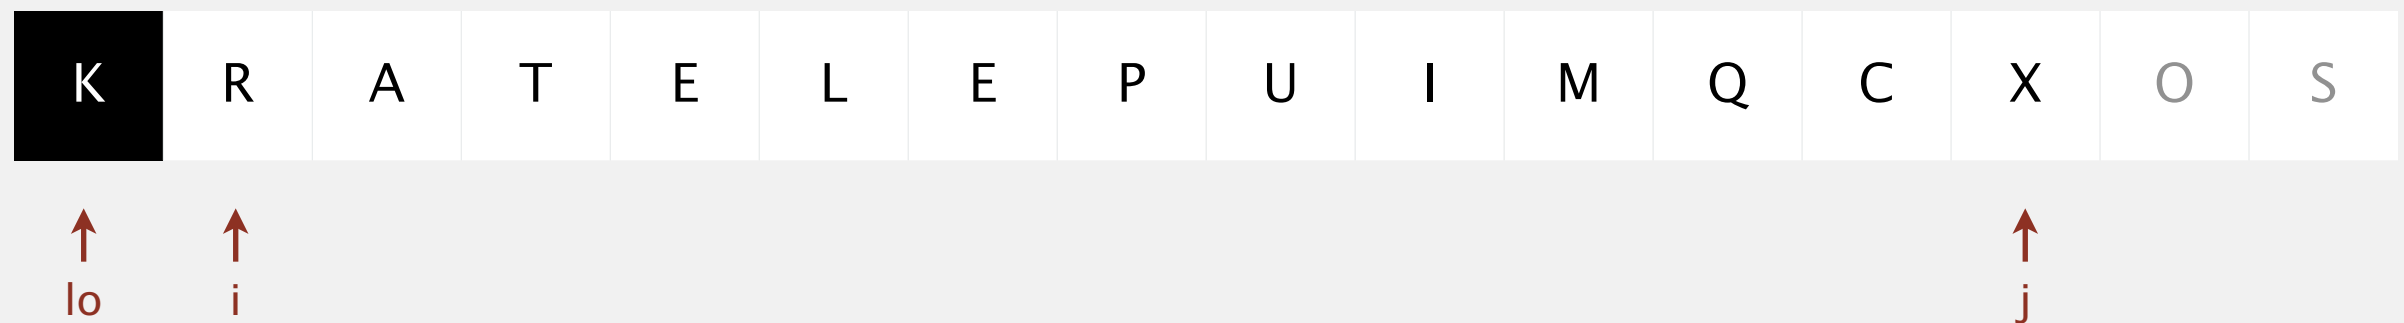 K R A T E L E P U I M Q C X O S
lo i j